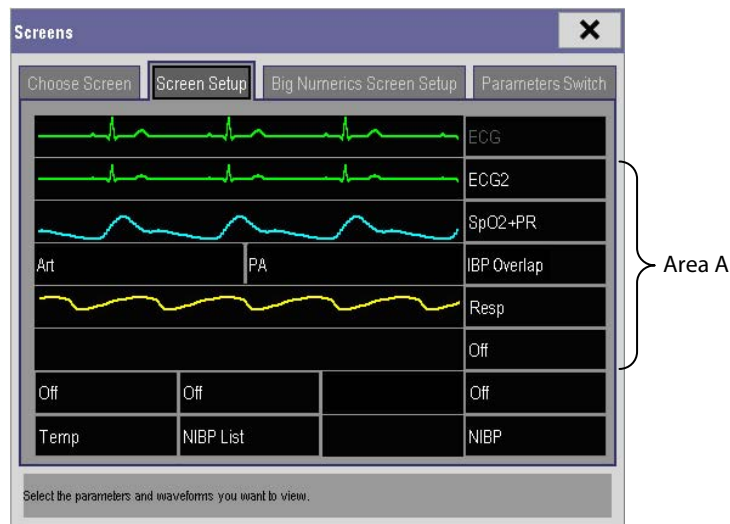 Screens
Choose Screen Screen Setup Big Numerics Screen Setup Parameters Switch
ECG
ECG2
SpO2+PR
Art PA IBP Overlap
Area A
Resp
Off
Off Off Off
Temp NIBP List NIBP
Select the parameters and waveforms you want to view.